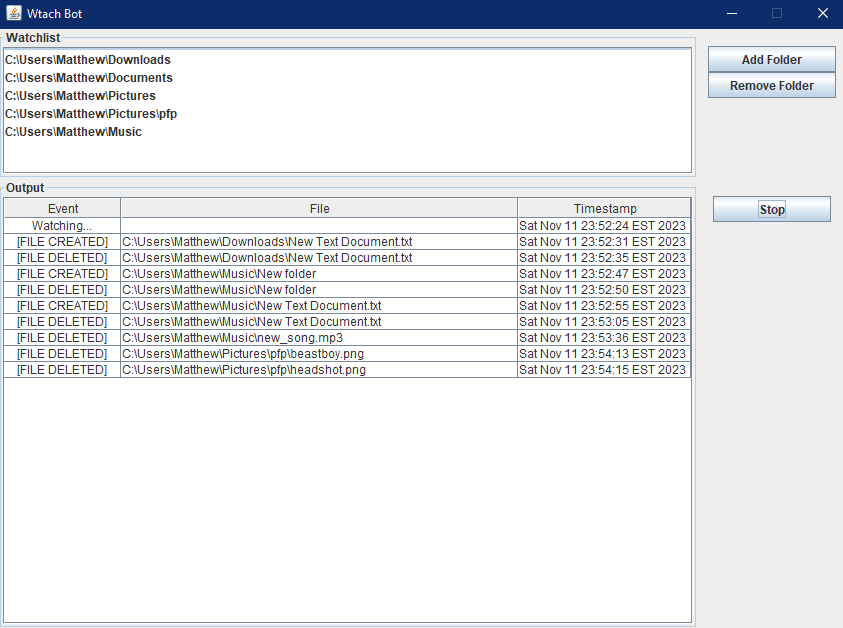 Wtach Bot
Watchlist
C:\Users\Matthew\Downloads
C:\Users\Matthew\Documents
C:\Users\Matthew\Pictures
C:\Users\Matthew\Pictures\pfp
C:\Users\Matthew\Music
Add Folder
Remove Folder
Output
Event File Timestamp
Watching... Sat Nov 11 23:52:24 EST 2023
[FILE CREATED] C:\Users\Matthew\Downloads\New Text Document.txt Sat Nov 11 23:52:31 EST 2023
[FILE DELETED] C:\Users\Matthew\Downloads\New Text Document.txt Sat Nov 11 23:52:35 EST 2023
[FILE CREATED] C:\Users\Matthew\Music\New folder Sat Nov 11 23:52:47 EST 2023
[FILE DELETED] C:\Users\Matthew\Music\New folder Sat Nov 11 23:52:50 EST 2023
[FILE CREATED] C:\Users\Matthew\Music\New Text Document.txt Sat Nov 11 23:52:55 EST 2023
[FILE DELETED] C:\Users\Matthew\Music\New Text Document.txt Sat Nov 11 23:53:05 EST 2023
[FILE DELETED] C:\Users\Matthew\Music\new_song.mp3 Sat Nov 11 23:53:36 EST 2023
[FILE DELETED] C:\Users\Matthew\Pictures\pfp\beastboy.png Sat Nov 11 23:54:13 EST 2023
[FILE DELETED] C:\Users\Matthew\Pictures\pfp\headshot.png Sat Nov 11 23:54:15 EST 2023
Stop